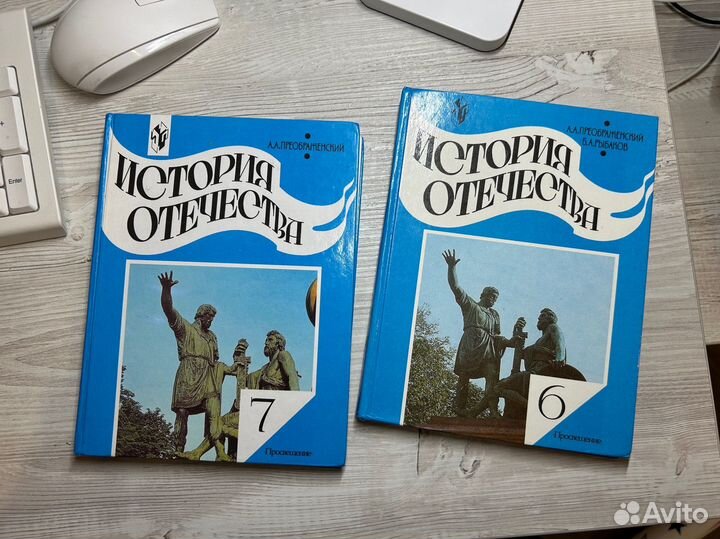 А.А.ПРЕОБРАЖЕНСКИЙ
ИСТОРИЯ
ОТЕЧЕСТВА
7
·Просвещение·
А.А.ПРЕОБРАЖЕНСКИЙ
Б.А.РЫБАКОВ
ИСТОРИЯ
ОТЕЧЕСТВА
6
·Просвещение·
+
Enter
Avito